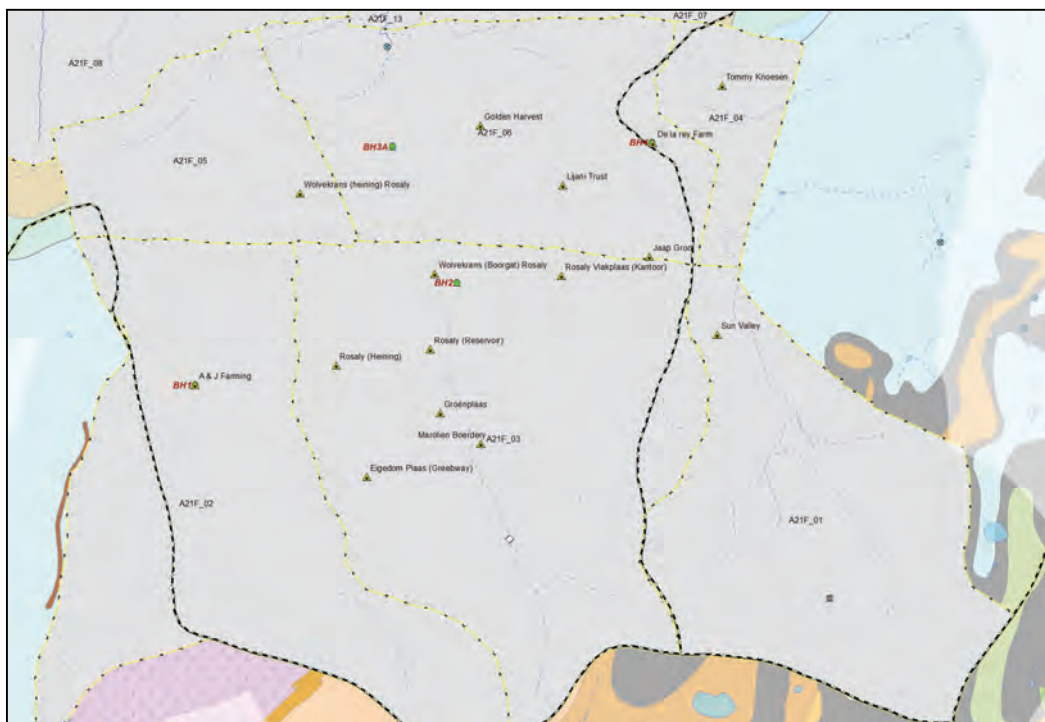 A21F_13
A21F_07
A21F_08
Tommy Knoesen
Golden Harvest
A21F_04
A21F_06
De la rey Farm
BH3A
A21F_05
Lijani Trust
Wolvekrans (heining) Rosaly
Jaap Groo
Wolvekrans (Boorgat) Rosaly
Rosaly Vlakplaas (Kantoor)
BH2
Sun Valley
Rosaly (Reservoir)
Rosaly (Heining)
BH1
A & J Farming
Groenplaas
Marolien Boerdery
A21F_03
Eigedom Plaas (Greebway)
A21F_02
A21F_01